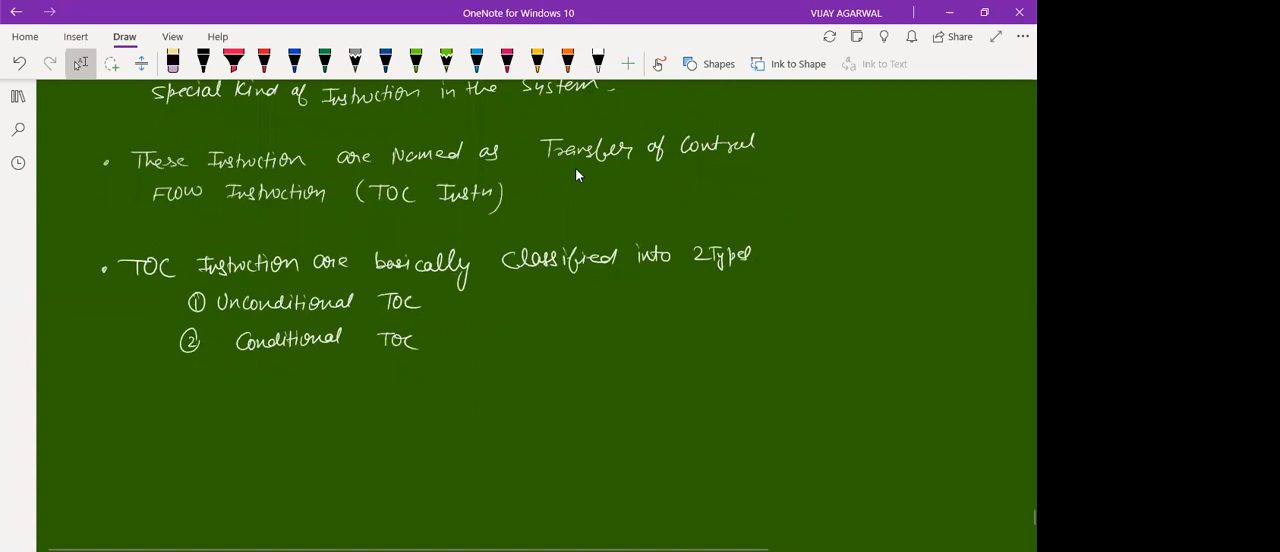 OneNote for Windows 10
VIJAY AGARWAL
Home Insert Draw View Help
Share
Shapes Ink to Shape Ink to Text
Special Kind of Instruction in the System.
• These Instruction are Named as Transfer of Control
FLOW Instruction (TOC Instn)
• TOC Instruction are basically Classified into 2 Types
① Unconditional TOC
② Conditional TOC